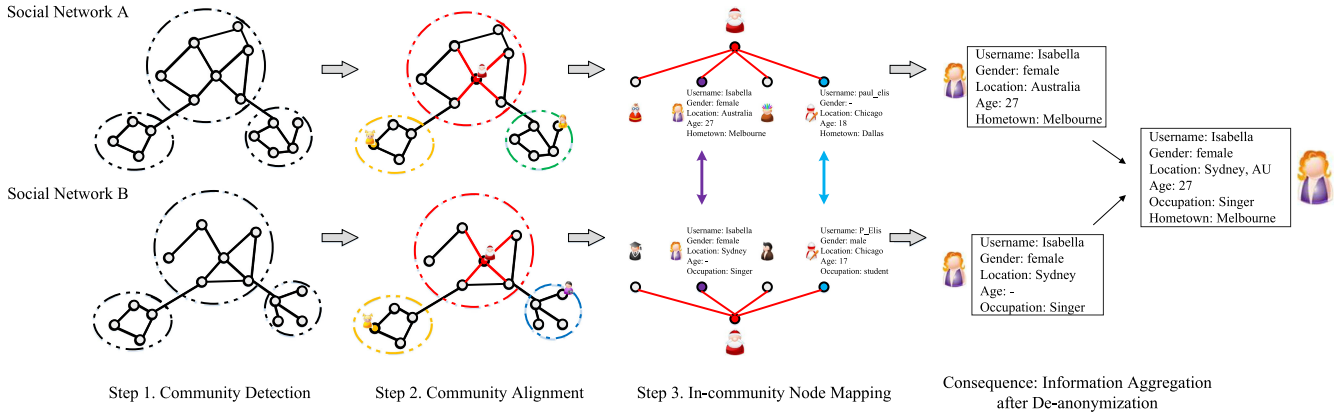 Social Network A
Username: Isabella
Gender: female
Location: Australia
Age: 27
Hometown: Melbourne
Username: paul_elis
Gender: -
Location: Chicago
Age: 18
Hometown: Dallas
Username: Isabella
Gender: female
Location: Australia
Age: 27
Hometown: Melbourne
Username: Isabella
Gender: female
Location: Sydney, AU
Age: 27
Occupation: Singer
Hometown: Melbourne
Social Network B
Username: Isabella
Gender: female
Location: Sydney
Age: -
Occupation: Singer
Username: P_Elis
Gender: male
Location: Chicago
Age: 17
Occupation: student
Username: Isabella
Gender: female
Location: Sydney
Age: -
Occupation: Singer
Step 1. Community Detection
Step 2. Community Alignment
Step 3. In-community Node Mapping
Consequence: Information Aggregation
after De-anonymization